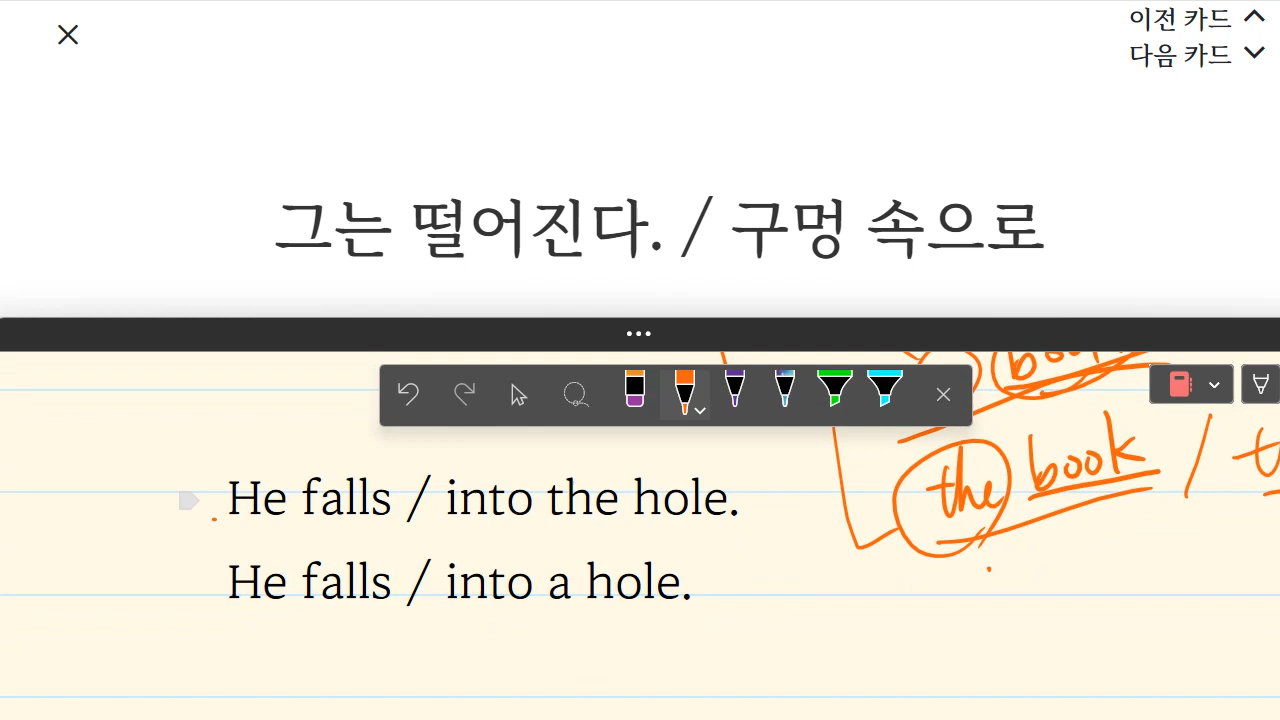 이전 카드
다음 카드
그는 떨어진다. / 구멍 속으로
book
the book /
He falls / into the hole.
He falls / into a hole.